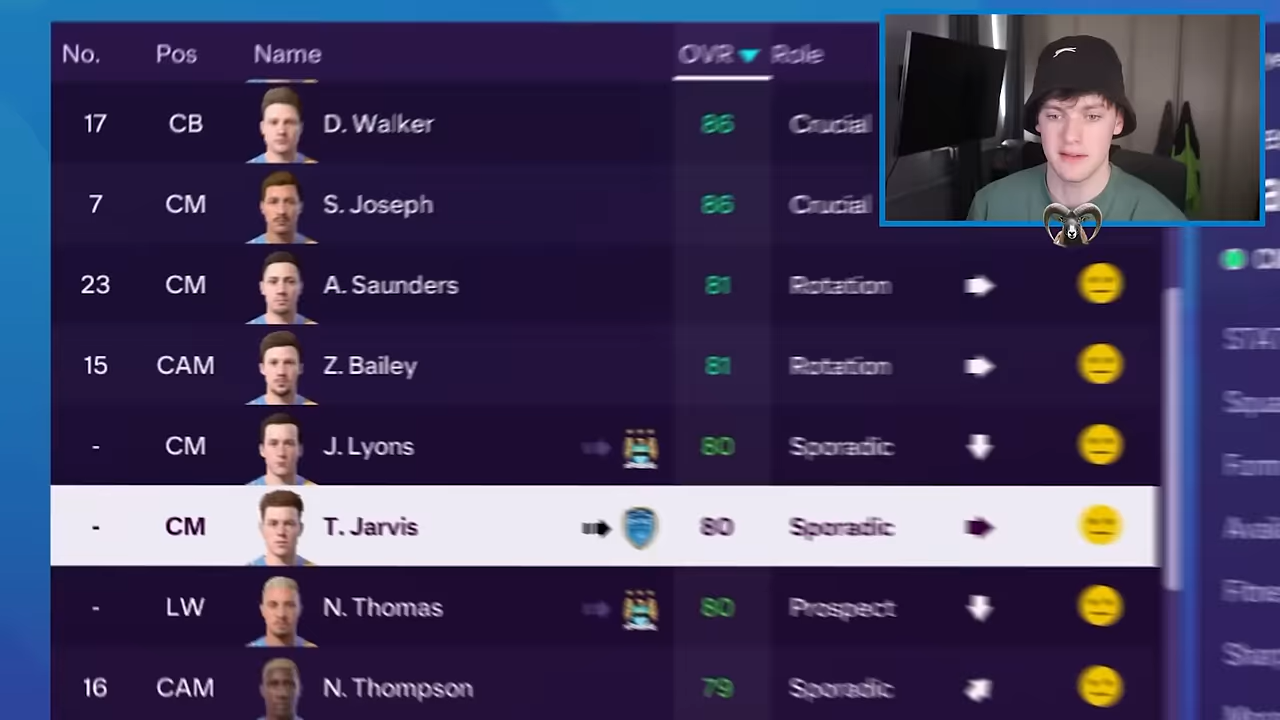 No. Pos Name OVR Role
17 CB D. Walker 86 Crucial
7 CM S. Joseph 86 Crucial
23 CM A. Saunders 81 Rotation
15 CAM Z. Bailey 81 Rotation
- CM J. Lyons 80 Sporadic
- CM T. Jarvis 80 Sporadic
- LW N. Thomas 80 Prospect
16 CAM N. Thompson 79 Sporadic